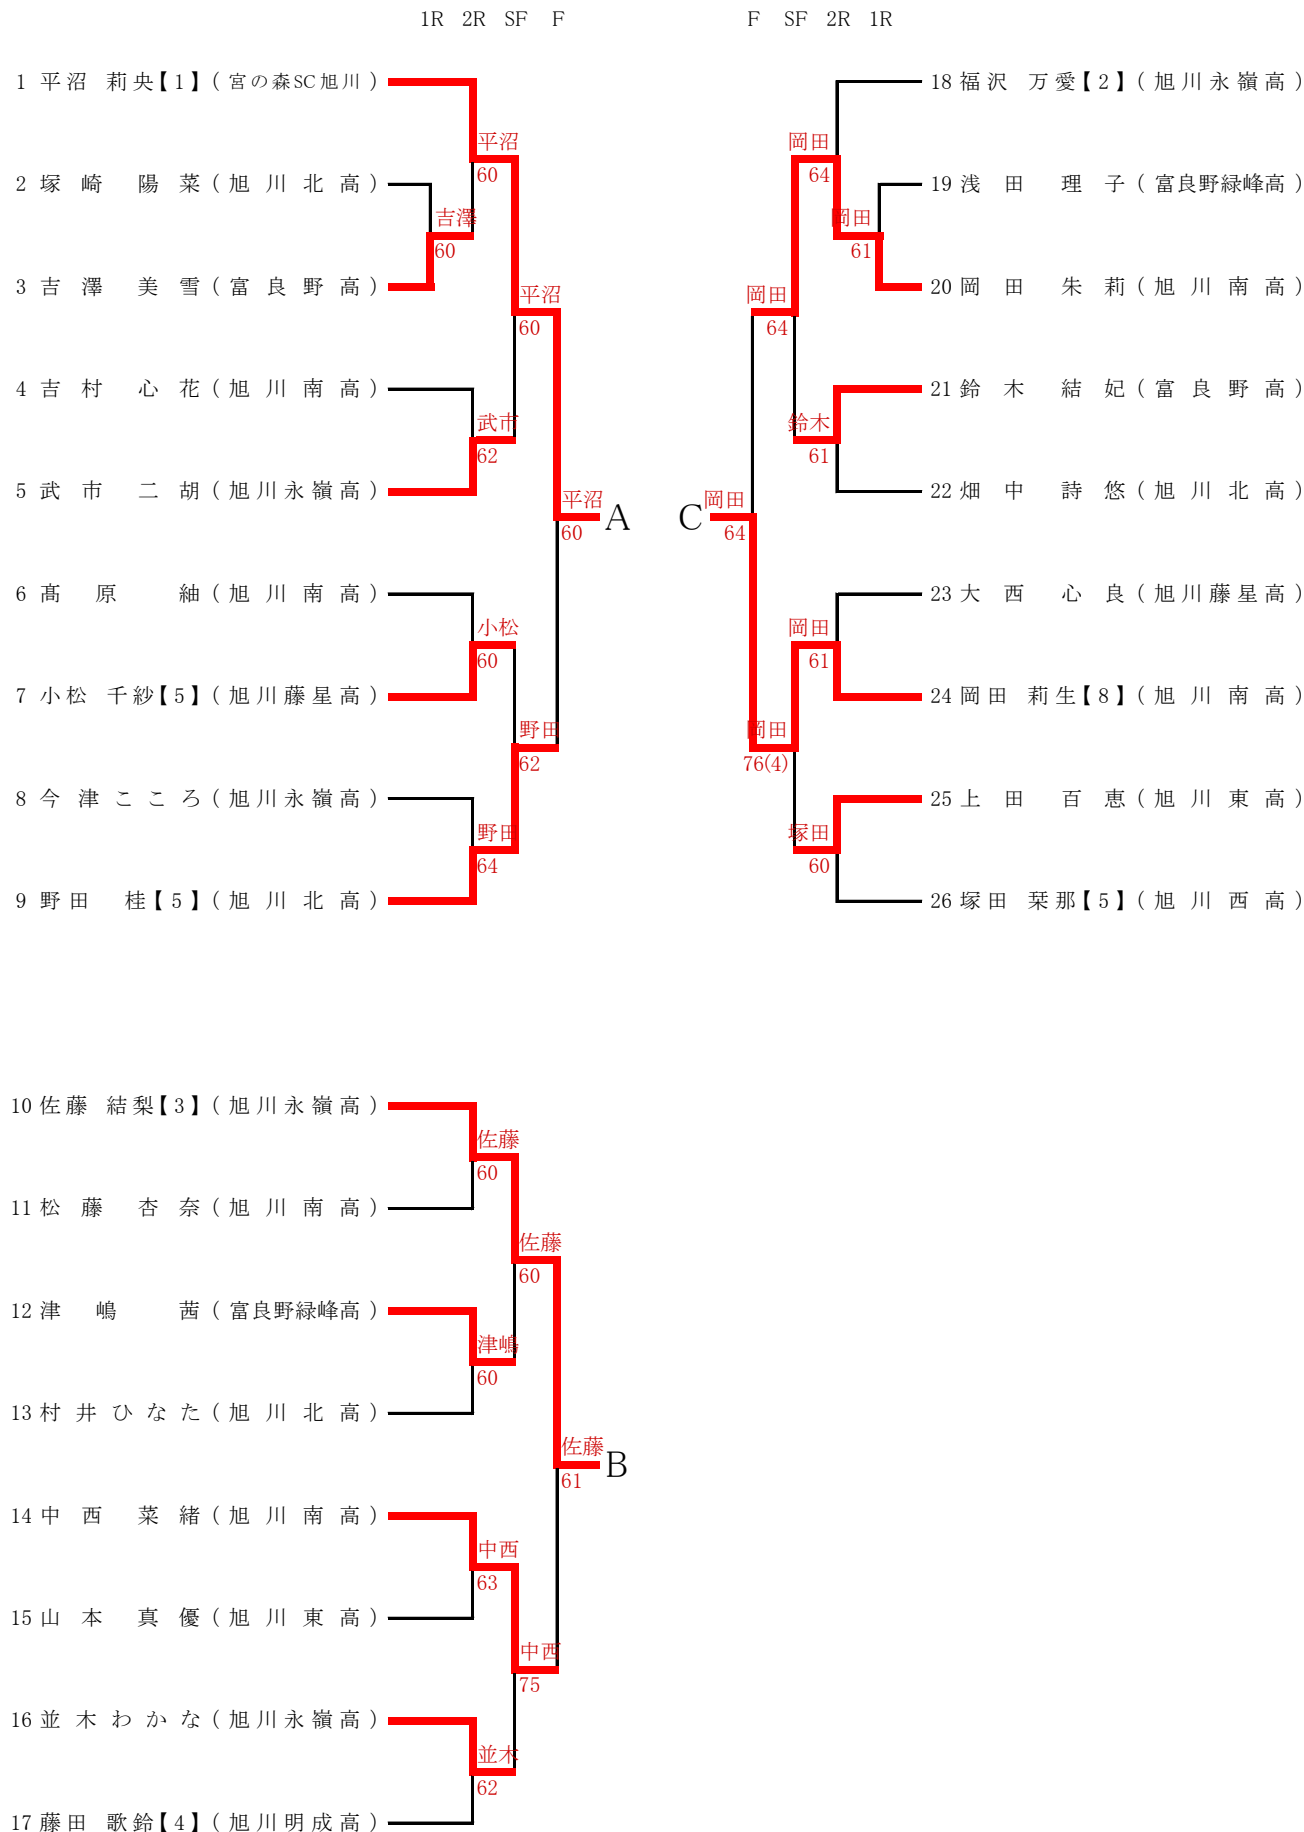 1R 2R SF F
1 平沼 莉央【1】(宮の森SC旭川)
平沼
60
2 塚崎 陽菜(旭川北高)
吉澤
60
3 吉澤 美雪(富良野高)
平沼
60
4 吉村 心花(旭川南高)
武市
62
5 武市 二胡(旭川永嶺高)
平沼
60
A
6 髙原 紬(旭川南高)
小松
60
7 小松 千紗【5】(旭川藤星高)
野田
62
8 今津こころ(旭川永嶺高)
野田
64
9 野田 桂【5】(旭川北高)
10 佐藤 結梨【3】(旭川永嶺高)
佐藤
60
11 松藤 杏奈(旭川南高)
佐藤
60
12 津嶋 茜(富良野緑峰高)
津嶋
60
13 村井ひなた(旭川北高)
佐藤
61
B
14 中西 菜緒(旭川南高)
中西
63
15 山本 真優(旭川東高)
中西
75
16 並木わかな(旭川永嶺高)
並木
62
17 藤田 歌鈴【4】(旭川明成高)
F SF 2R 1R
18 福沢 万愛【2】(旭川永嶺高)
岡田
64
19 浅田 理子(富良野緑峰高)
岡田
61
20 岡田 朱莉(旭川南高)
岡田
64
21 鈴木 結妃(富良野高)
鈴木
61
22 畑中 詩悠(旭川北高)
C
岡田
64
23 大西 心良(旭川藤星高)
岡田
61
24 岡田 莉生【8】(旭川南高)
岡田
76(4)
25 上田 百恵(旭川東高)
塚田
60
26 塚田 栞那【5】(旭川西高)